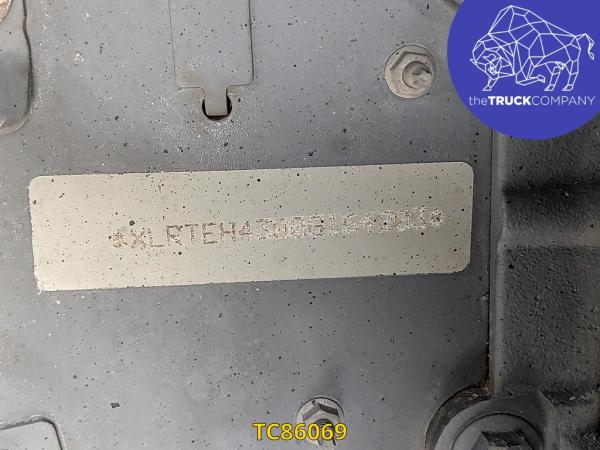 theTRUCKCOMPANY
*XLRTEH4300G164203*
TC86069